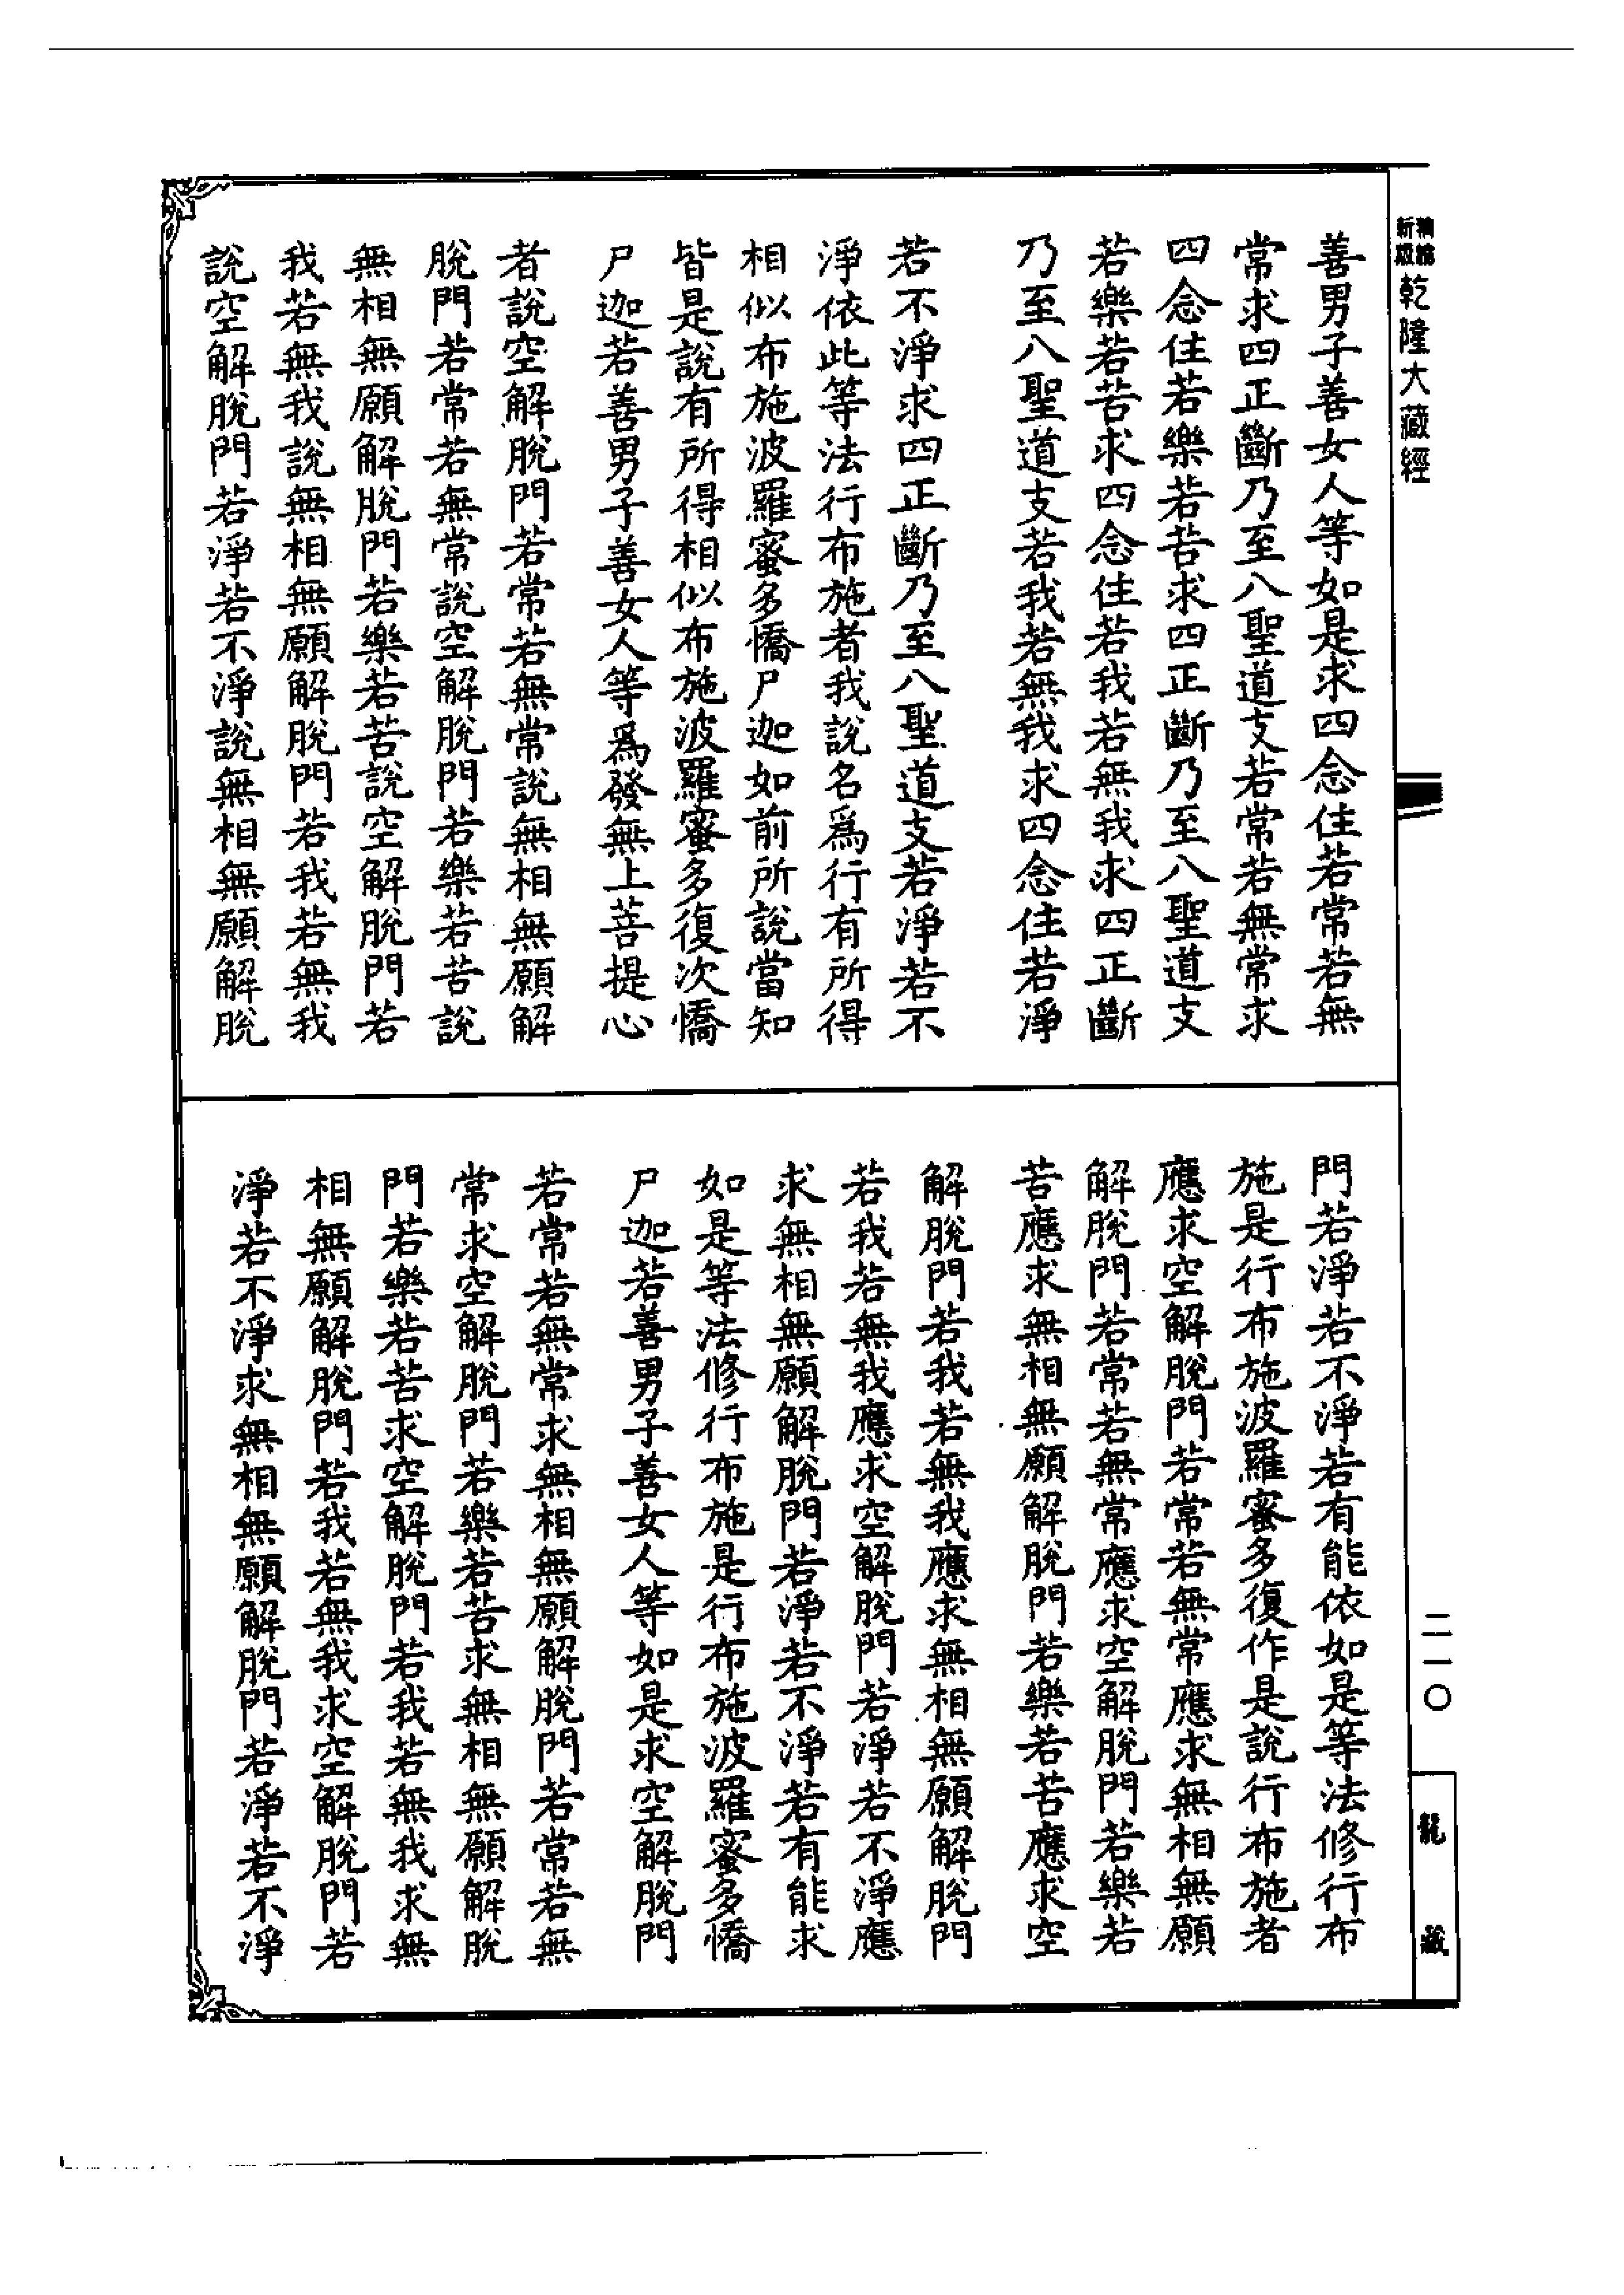 新版精縮乾隆大藏經
善男子善女人等如是求四念住若常若無
常求四正斷乃至八聖道支若常若無常求
四念住若樂若苦求四正斷乃至八聖道支
若樂若苦求四念住若我若無我求四正斷
乃至八聖道支若我若無我求四念住若淨
若不淨求四正斷乃至八聖道支若淨若不
淨依此等法行布施者我說名為行有所得
相似布施波羅蜜多憍尸迦如前所說當知
皆是說有所得相似布施波羅蜜多復次憍
尸迦若善男子善女人等為發無上菩提心
者說空解脫門若常若無常說無相無願解
脫門若常若無常說空解脫門若樂若苦說
無相無願解脫門若樂若苦說空解脫門若
我若無我說無相無願解脫門若我若無我
說空解脫門若淨若不淨說無相無願解脫
門若淨若不淨若有能依如是等法修行布
施是行布施波羅蜜多復作是說行布施者
應求空解脫門若常若無常應求無相無願
解脫門若常若無常應求空解脫門若樂若
苦應求無相無願解脫門若樂若苦應求空
解脫門若我若無我應求無相無願解脫門
若我若無我應求空解脫門若淨若不淨應
求無相無願解脫門若淨若不淨若有能求
如是等法修行布施是行布施波羅蜜多憍
尸迦若善男子善女人等如是求空解脫門
若常若無常求無相無願解脫門若常若無
常求空解脫門若樂若苦求無相無願解脫
門若樂若苦求空解脫門若我若無我求無
相無願解脫門若我若無我求空解脫門若
淨若不淨求無相無願解脫門若淨若不淨
二一〇
龍藏